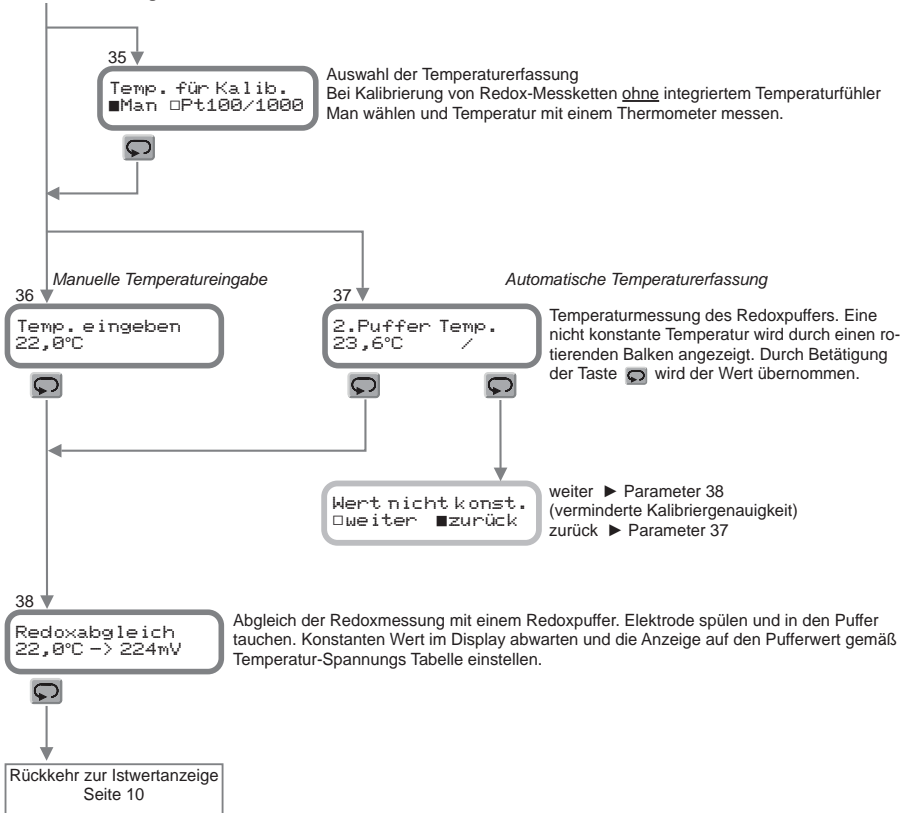 35
Temp. für Kalib.
■Man □Pt100/1000
Auswahl der Temperaturerfassung
Bei Kalibrierung von Redox-Messketten ohne integriertem Temperaturfühler
Man wählen und Temperatur mit einem Thermometer messen.
Manuelle Temperatureingabe
Automatische Temperaturerfassung
36
Temp. eingeben
22,0°C
37
2.Puffer Temp.
23,6°C /
Temperaturmessung des Redoxpuffers. Eine
nicht konstante Temperatur wird durch einen ro-
tierenden Balken angezeigt. Durch Betätigung
der Taste wird der Wert übernommen.
Wert nicht konst.
□weiter ■zurück
weiter ► Parameter 38
(verminderte Kalibriergenauigkeit)
zurück ► Parameter 37
38
Redoxabgleich
22,0°C -> 224mV
Abgleich der Redoxmessung mit einem Redoxpuffer. Elektrode spülen und in den Puffer
tauchen. Konstanten Wert im Display abwarten und die Anzeige auf den Pufferwert gemäß
Temperatur-Spannungs Tabelle einstellen.
Rückkehr zur Istwertanzeige
Seite 10